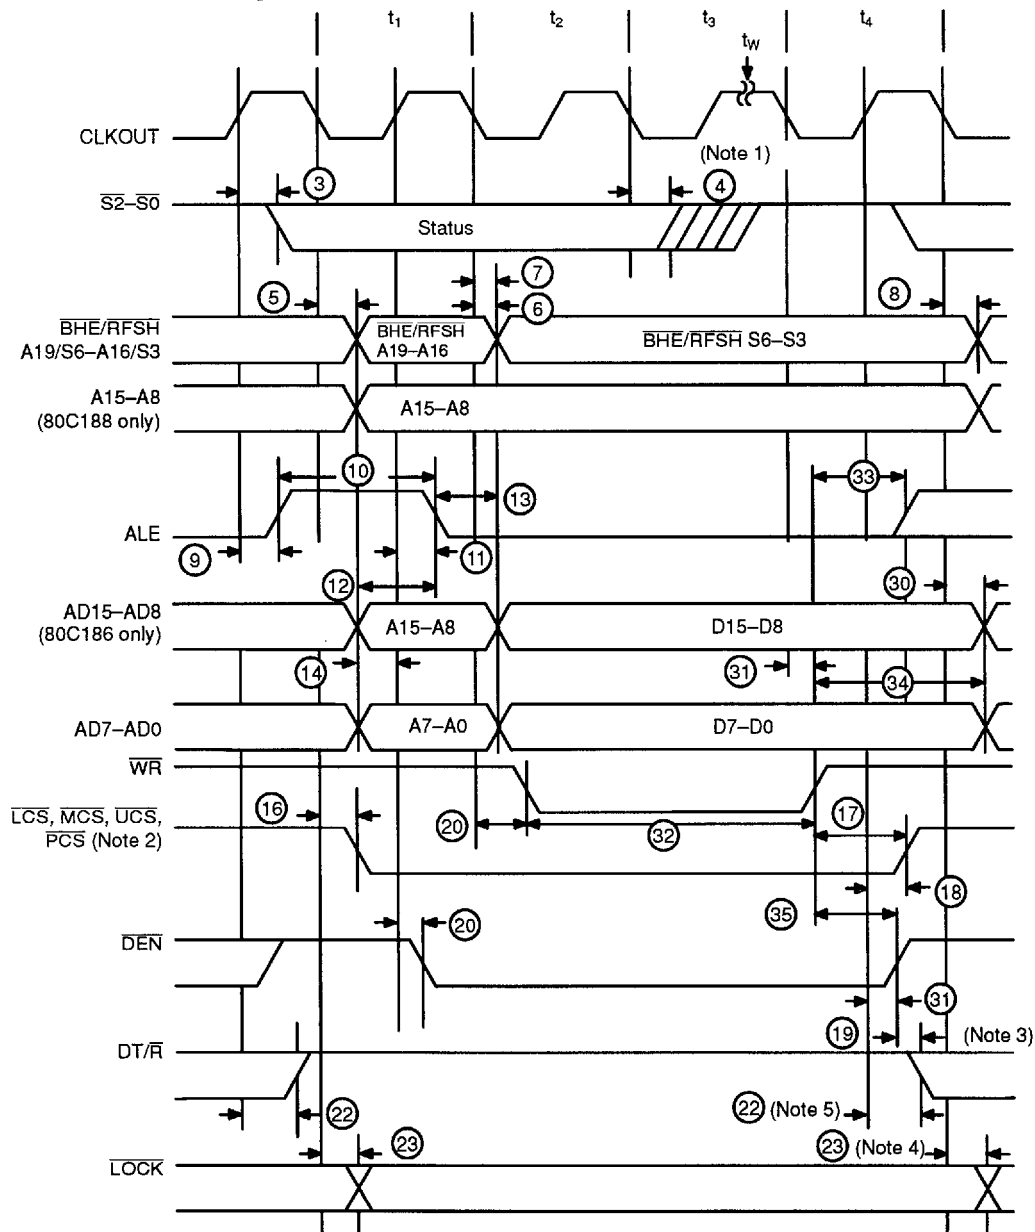 t1 t2 t3 t4
tW
CLKOUT
(Note 1)
3 4
S2–S0
Status
7
5 6 8
BHE/RFSH
A19/S6–A16/S3
BHE/RFSH
A19–A16
BHE/RFSH S6–S3
A15–A8
(80C188 only)
A15–A8
10 33
13
ALE
9 11
12 30
AD15–AD8
(80C186 only)
A15–A8
D15–D8
14 31 34
AD7–AD0
A7–A0
D7–D0
WR
LCS, MCS, UCS,
PCS (Note 2)
16 20 32 17
18
35
20
DEN
31
19 (Note 3)
DT/R
22 22 (Note 5)
23 23 (Note 4)
LOCK